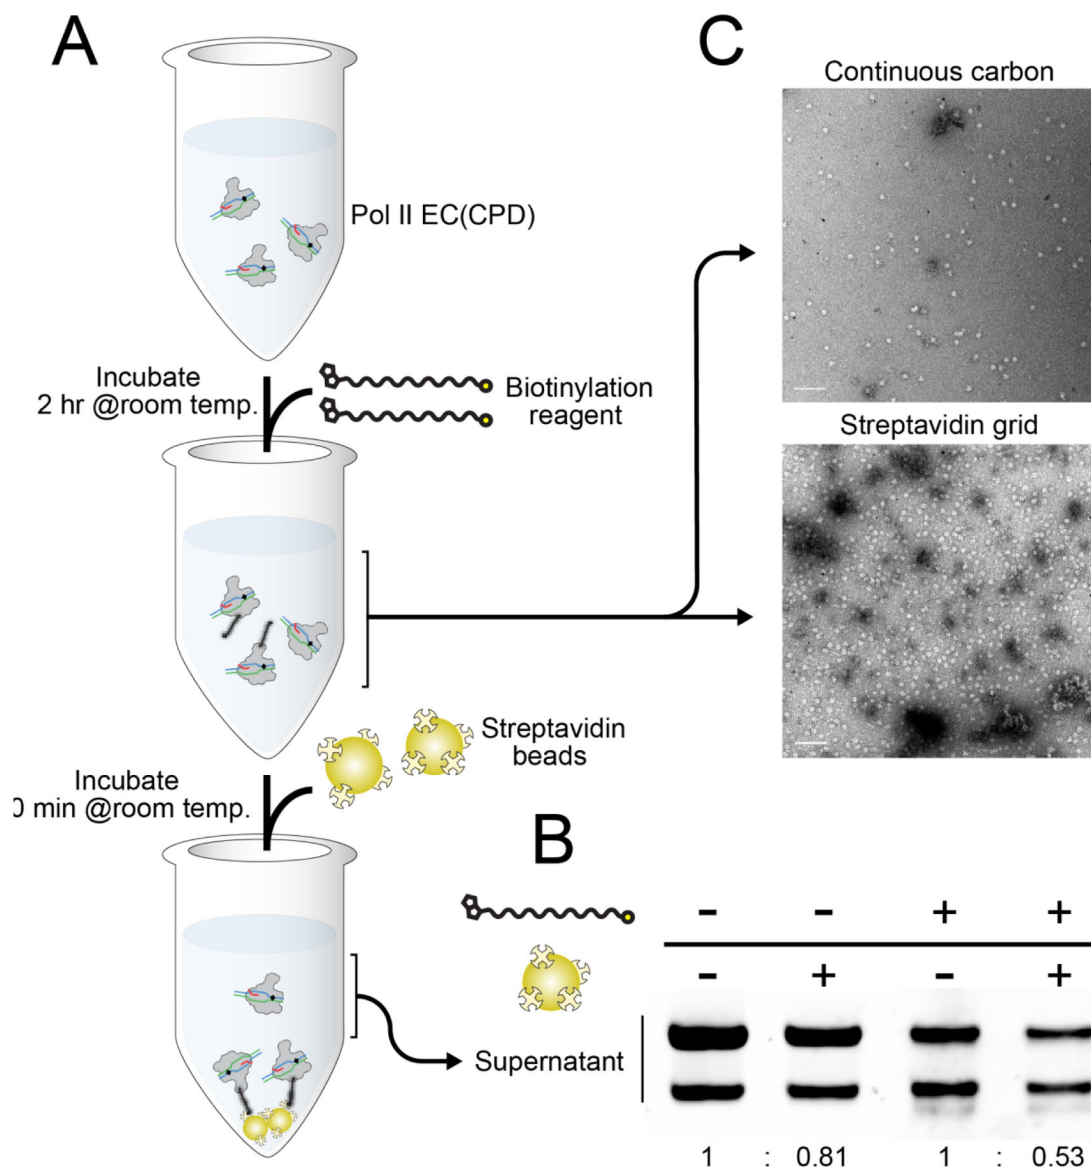 A
C
Continuous carbon
Pol II EC(CPD)
Incubate
2 hr @room temp.
Biotinylation
reagent
Streptavidin grid
Streptavidin
beads
Incubate
0 min @room temp.
B
- - + +
- + - +
Supernatant
1 : 0.81 1 : 0.53